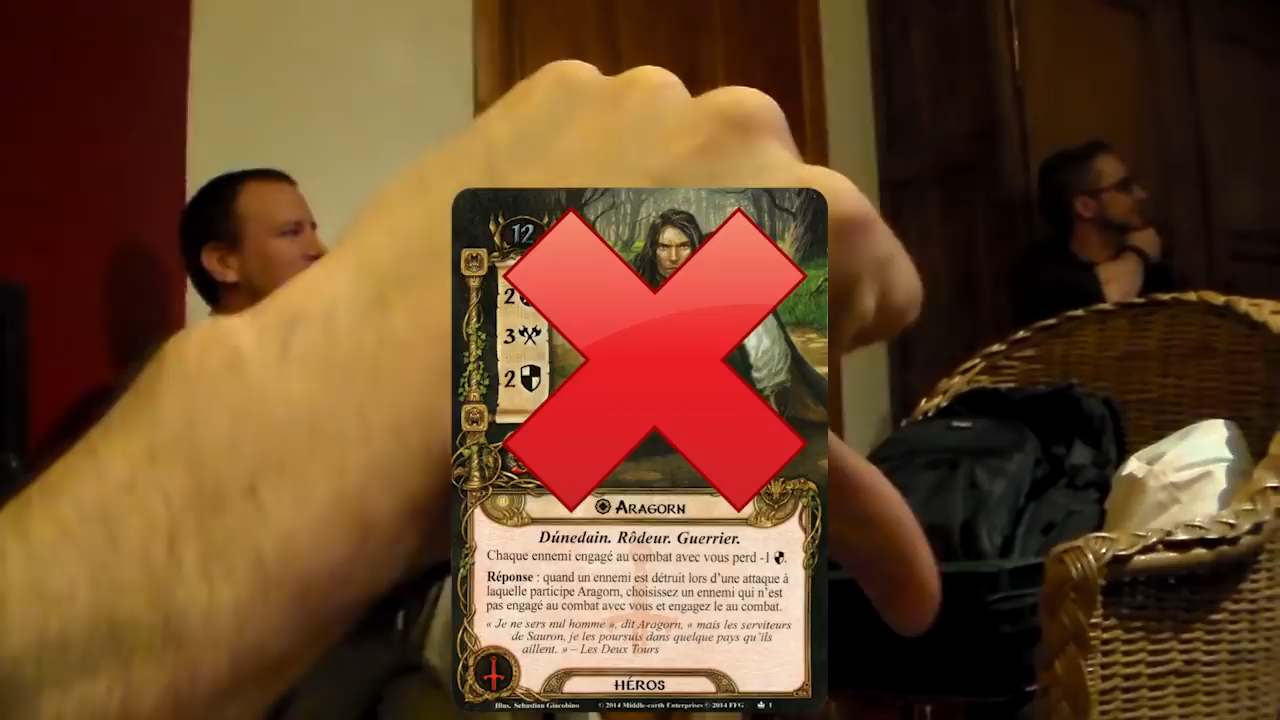 12
2
3
2
ARAGORN
Dúnedain. Rôdeur. Guerrier.
Chaque ennemi engagé au combat avec vous perd -1 .
Réponse : quand un ennemi est détruit lors d'une attaque à
laquelle participe Aragorn, choisissez un ennemi qui n'est
pas engagé au combat avec vous et engagez le au combat.
« Je ne sers nul homme », dit Aragorn, « mais les serviteurs
de Sauron, je les poursuis dans quelque pays qu'ils
aillent. » – Les Deux Tours
HÉROS
Illus. Sebastian Giacobino © 2014 Middle-earth Enterprises © 2014 FFG 1